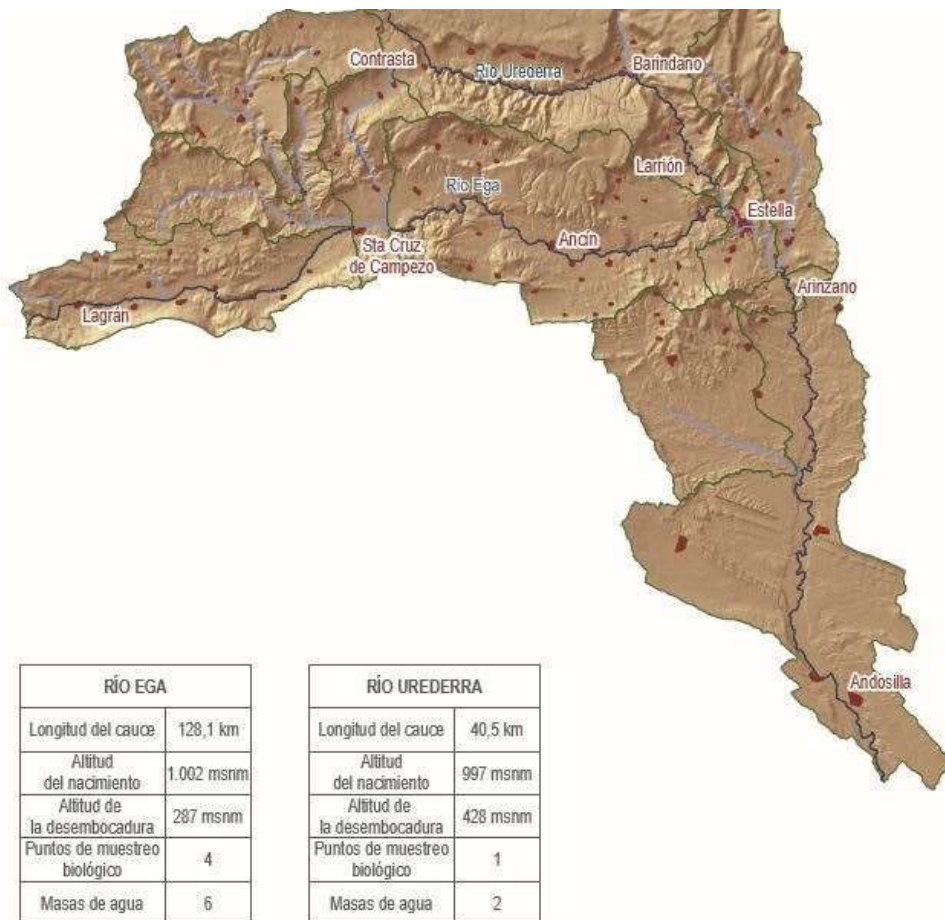 Contrasta
Río Urederra
Barindano
Larrión
Río Ega
Estella
Ancín
Sta Cruz
de Campezo
Arinzano
Lagrán
Andosilla
RÍO EGA
Longitud del cauce 128,1 km
Altitud
del nacimiento 1.002 msnm
Altitud de
la desembocadura 287 msnm
Puntos de muestreo
biológico 4
Masas de agua 6
RÍO UREDERRA
Longitud del cauce 40,5 km
Altitud
del nacimiento 997 msnm
Altitud de
la desembocadura 428 msnm
Puntos de muestreo
biológico 1
Masas de agua 2